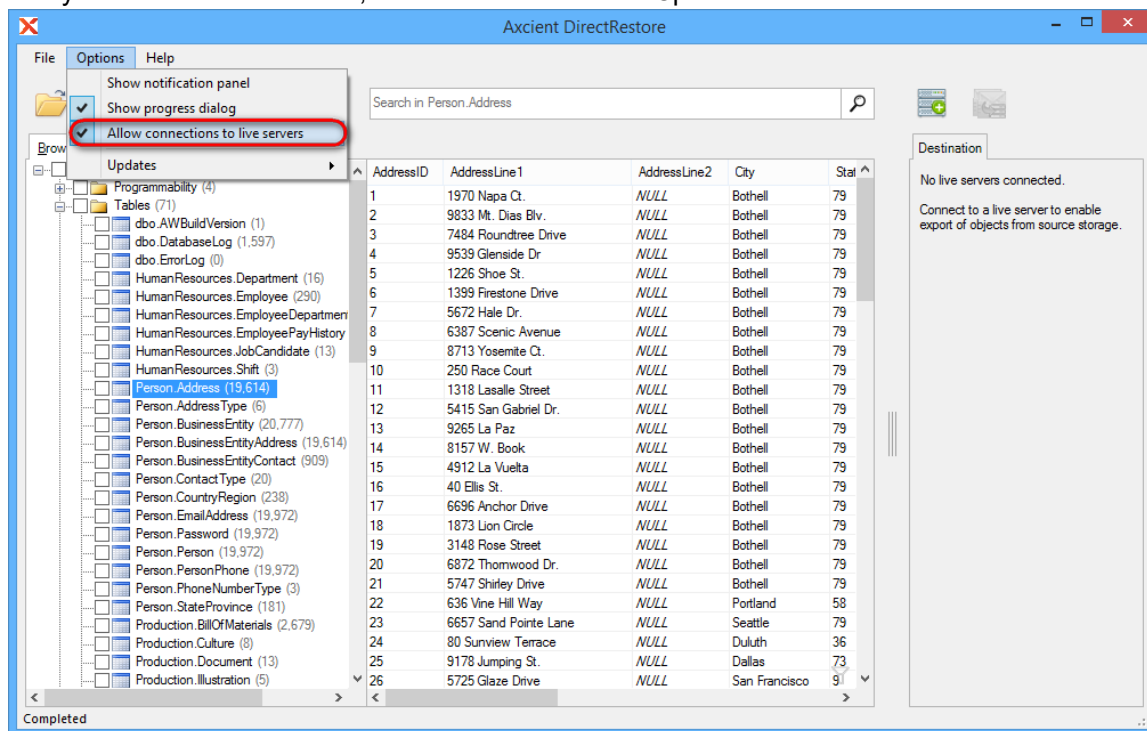 Axcient DirectRestore
File Options Help
Show notification panel
Show progress dialog
Allow connections to live servers
Updates
Search in Person.Address
Brow
Programmability (4)
Tables (71)
dbo.AWBuildVersion (1)
dbo.DatabaseLog (1,597)
dbo.ErrorLog (0)
HumanResources.Department (16)
HumanResources.Employee (290)
HumanResources.EmployeeDepartmen
HumanResources.EmployeePayHistory
HumanResources.JobCandidate (13)
HumanResources.Shift (3)
Person.Address (19,614)
Person.AddressType (6)
Person.BusinessEntity (20,777)
Person.BusinessEntityAddress (19,614)
Person.BusinessEntityContact (909)
Person.ContactType (20)
Person.CountryRegion (238)
Person.EmailAddress (19,972)
Person.Password (19,972)
Person.Person (19,972)
Person.PersonPhone (19,972)
Person.PhoneNumberType (3)
Person.StateProvince (181)
Production.BillOfMaterials (2,679)
Production.Culture (8)
Production.Document (13)
Production.Illustration (5)
AddressID AddressLine1 AddressLine2 City Stat
1 1970 Napa Ct. NULL Bothell 79
2 9833 Mt. Dias Blv. NULL Bothell 79
3 7484 Roundtree Drive NULL Bothell 79
4 9539 Glenside Dr NULL Bothell 79
5 1226 Shoe St. NULL Bothell 79
6 1399 Firestone Drive NULL Bothell 79
7 5672 Hale Dr. NULL Bothell 79
8 6387 Scenic Avenue NULL Bothell 79
9 8713 Yosemite Ct. NULL Bothell 79
10 250 Race Court NULL Bothell 79
11 1318 Lasalle Street NULL Bothell 79
12 5415 San Gabriel Dr. NULL Bothell 79
13 9265 La Paz NULL Bothell 79
14 8157 W. Book NULL Bothell 79
15 4912 La Vuelta NULL Bothell 79
16 40 Ellis St. NULL Bothell 79
17 6696 Anchor Drive NULL Bothell 79
18 1873 Lion Circle NULL Bothell 79
19 3148 Rose Street NULL Bothell 79
20 6872 Thornwood Dr. NULL Bothell 79
21 5747 Shirley Drive NULL Bothell 79
22 636 Vine Hill Way NULL Portland 58
23 6657 Sand Pointe Lane NULL Seattle 79
24 80 Sunview Terrace NULL Duluth 36
25 9178 Jumping St. NULL Dallas 73
26 5725 Glaze Drive NULL San Francisco 9
Destination
No live servers connected.
Connect to a live server to enable
export of objects from source storage.
Completed